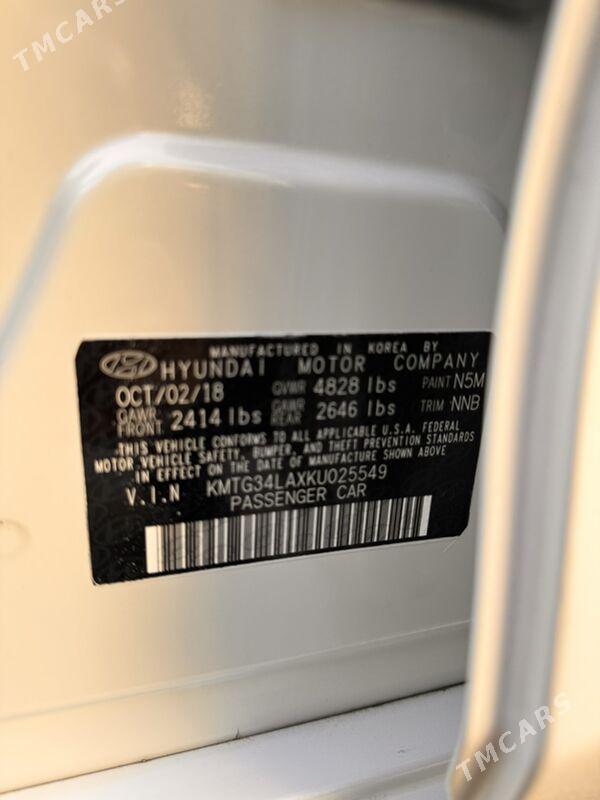 TMCARS
MANUFACTURED IN KOREA BY
HYUNDAI MOTOR COMPANY
OCT/02/18 GVWR 4828 lbs PAINT N5M
GAWR FRONT 2414 lbs GAWR REAR 2646 lbs TRIM NNB
THIS VEHICLE CONFORMS TO ALL APPLICABLE U.S.A. FEDERAL
MOTOR VEHICLE SAFETY, BUMPER, AND THEFT PREVENTION STANDARDS
IN EFFECT ON THE DATE OF MANUFACTURE SHOWN ABOVE
V.I.N KMTG34LAXKU025549
PASSENGER CAR
TMCARS